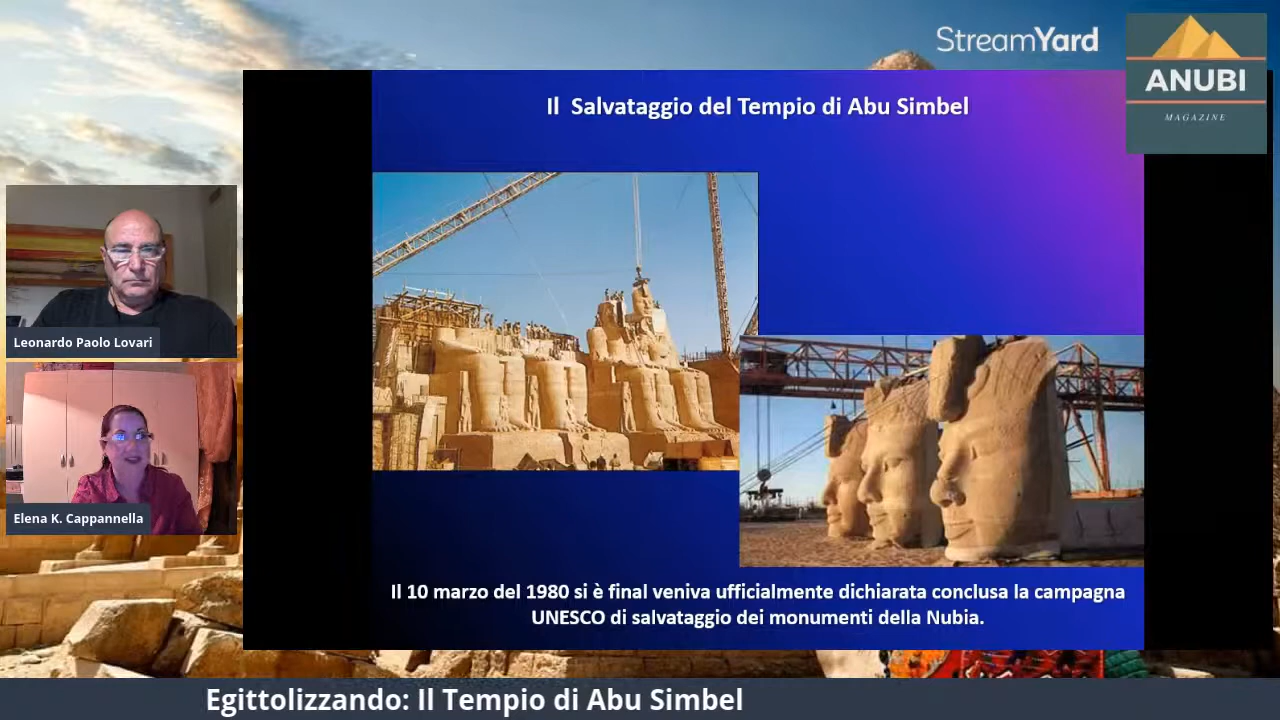 StreamYard
ANUBI
MAGAZINE
Il Salvataggio del Tempio di Abu Simbel
Leonardo Paolo Lovari
Elena K. Cappannella
Il 10 marzo del 1980 si è final veniva ufficialmente dichiarata conclusa la campagna
UNESCO di salvataggio dei monumenti della Nubia.
Egittolizzando: Il Tempio di Abu Simbel